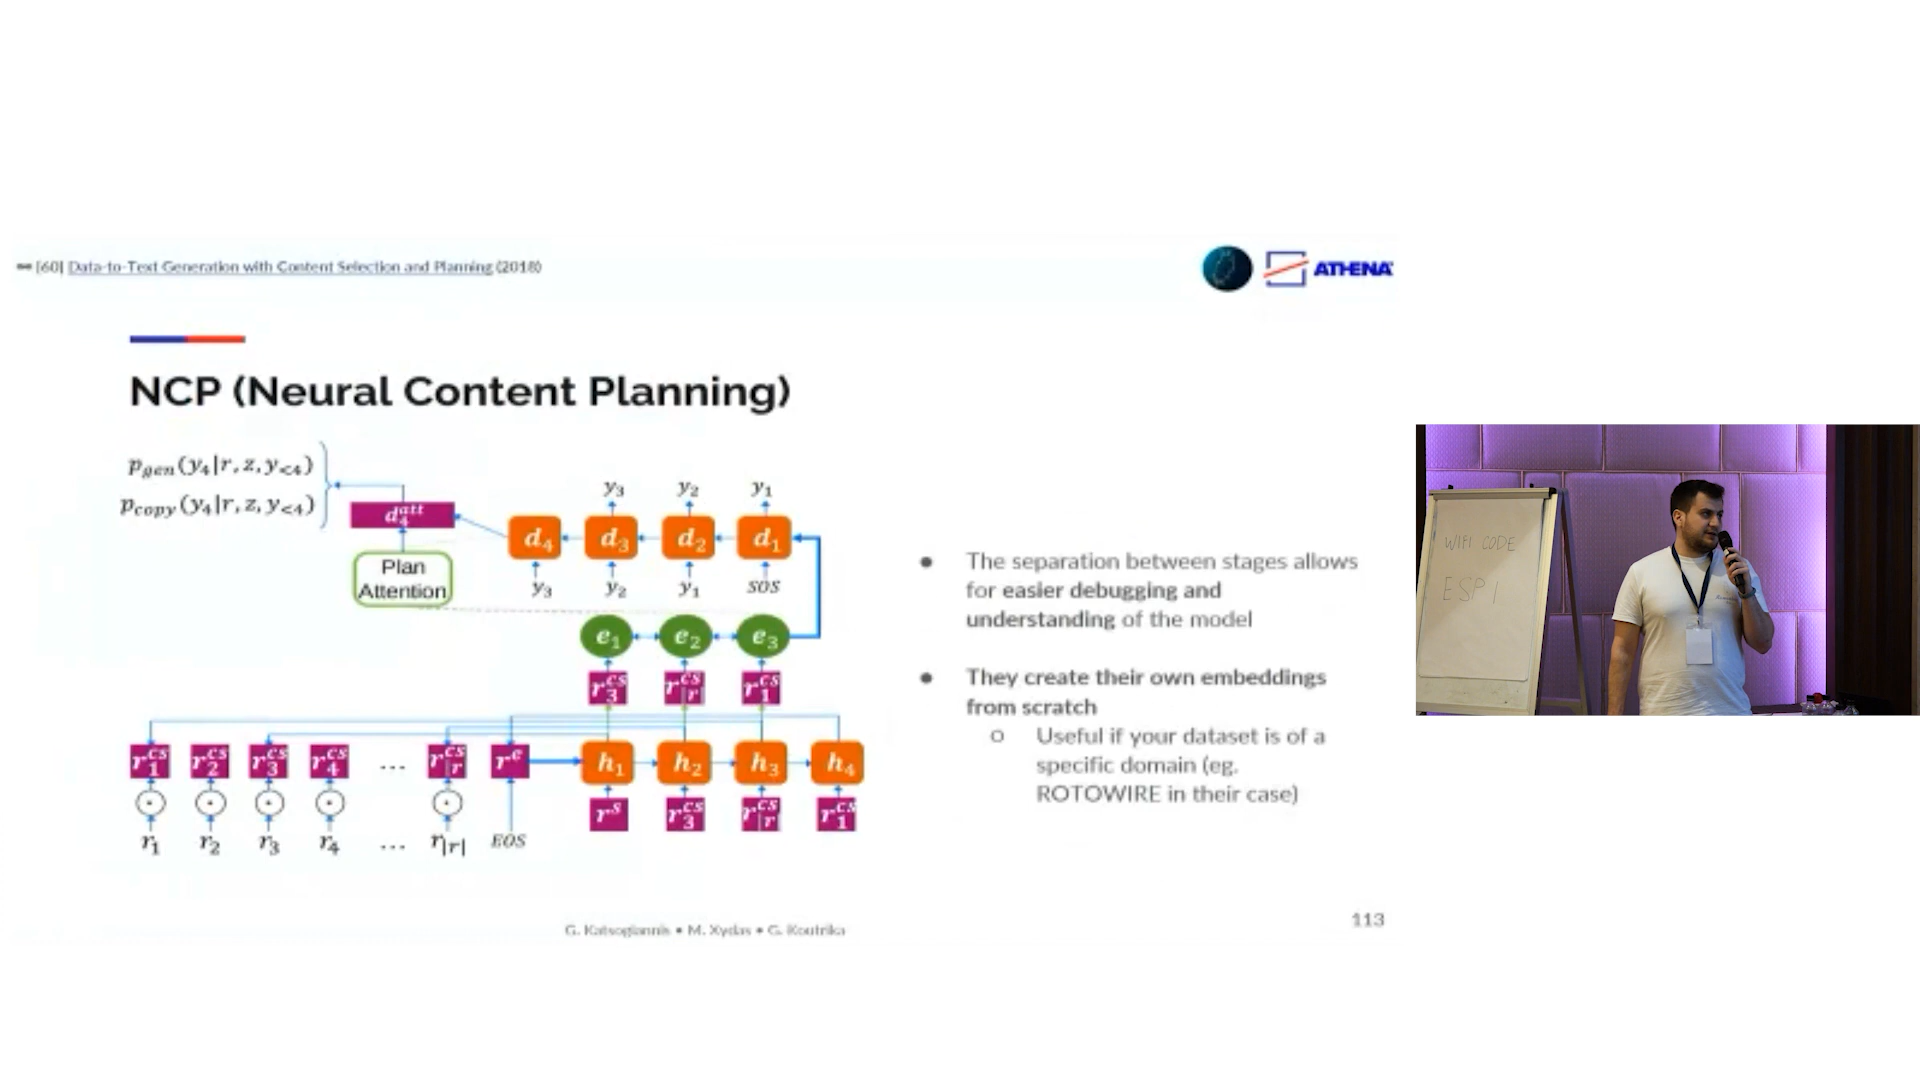 [60] Data-to-Text Generation with Content Selection and Planning (2018)
ATHENA
NCP (Neural Content Planning)
p_gen(y_4|r, z, y_<4)
p_copy(y_4|r, z, y_<4)
y_3 y_2 y_1
d_4^att
d_4 d_3 d_2 d_1
Plan
Attention
y_3 y_2 y_1 SOS
e_1 e_2 e_3
r_3^cs r_|r|^cs r_1^cs
r_1^cs r_2^cs r_3^cs r_4^cs ... r_|r|^cs r^e h_1 h_2 h_3 h_4
r^s r_3^cs r_|r|^cs r_1^cs
r_1 r_2 r_3 r_4 ... r_|r| EOS
● The separation between stages allows
for easier debugging and
understanding of the model
● They create their own embeddings
from scratch
○ Useful if your dataset is of a
specific domain (eg.
ROTOWIRE in their case)
G. Katsogiannis • M. Xydas • G. Koutrika
113
WIFI CODE
ESP1